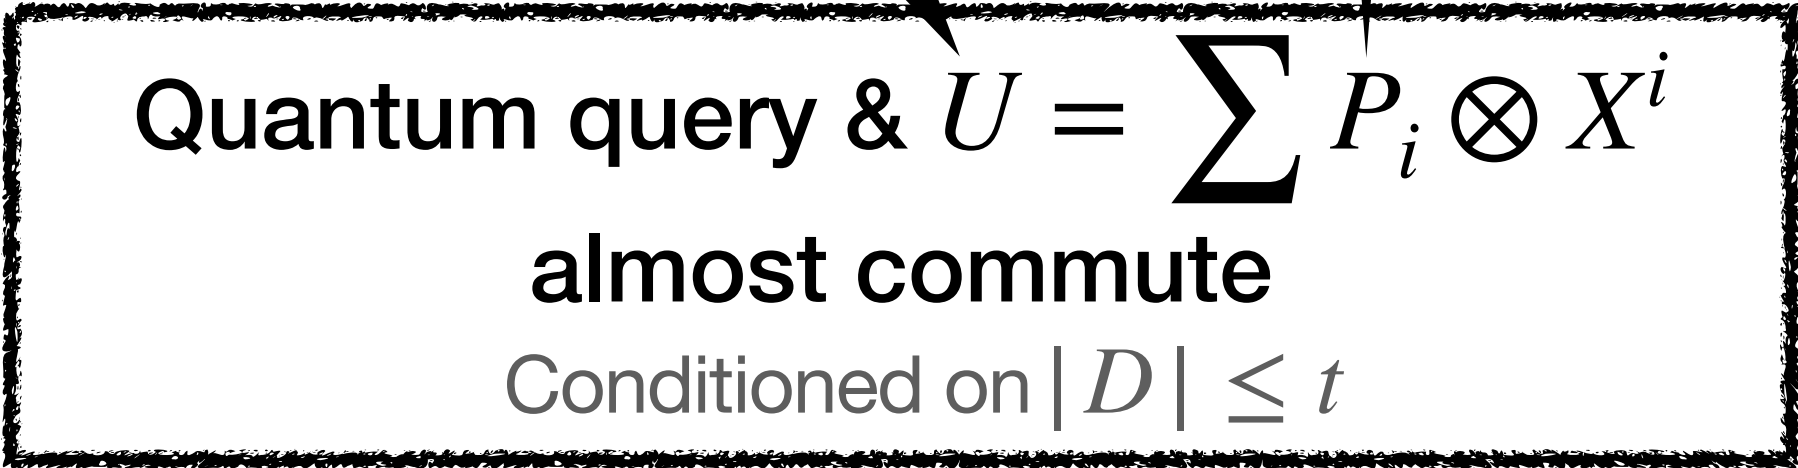 Quantum query & U = ∑ P_i ⊗ X^i
almost commute
Conditioned on |D| ≤ t